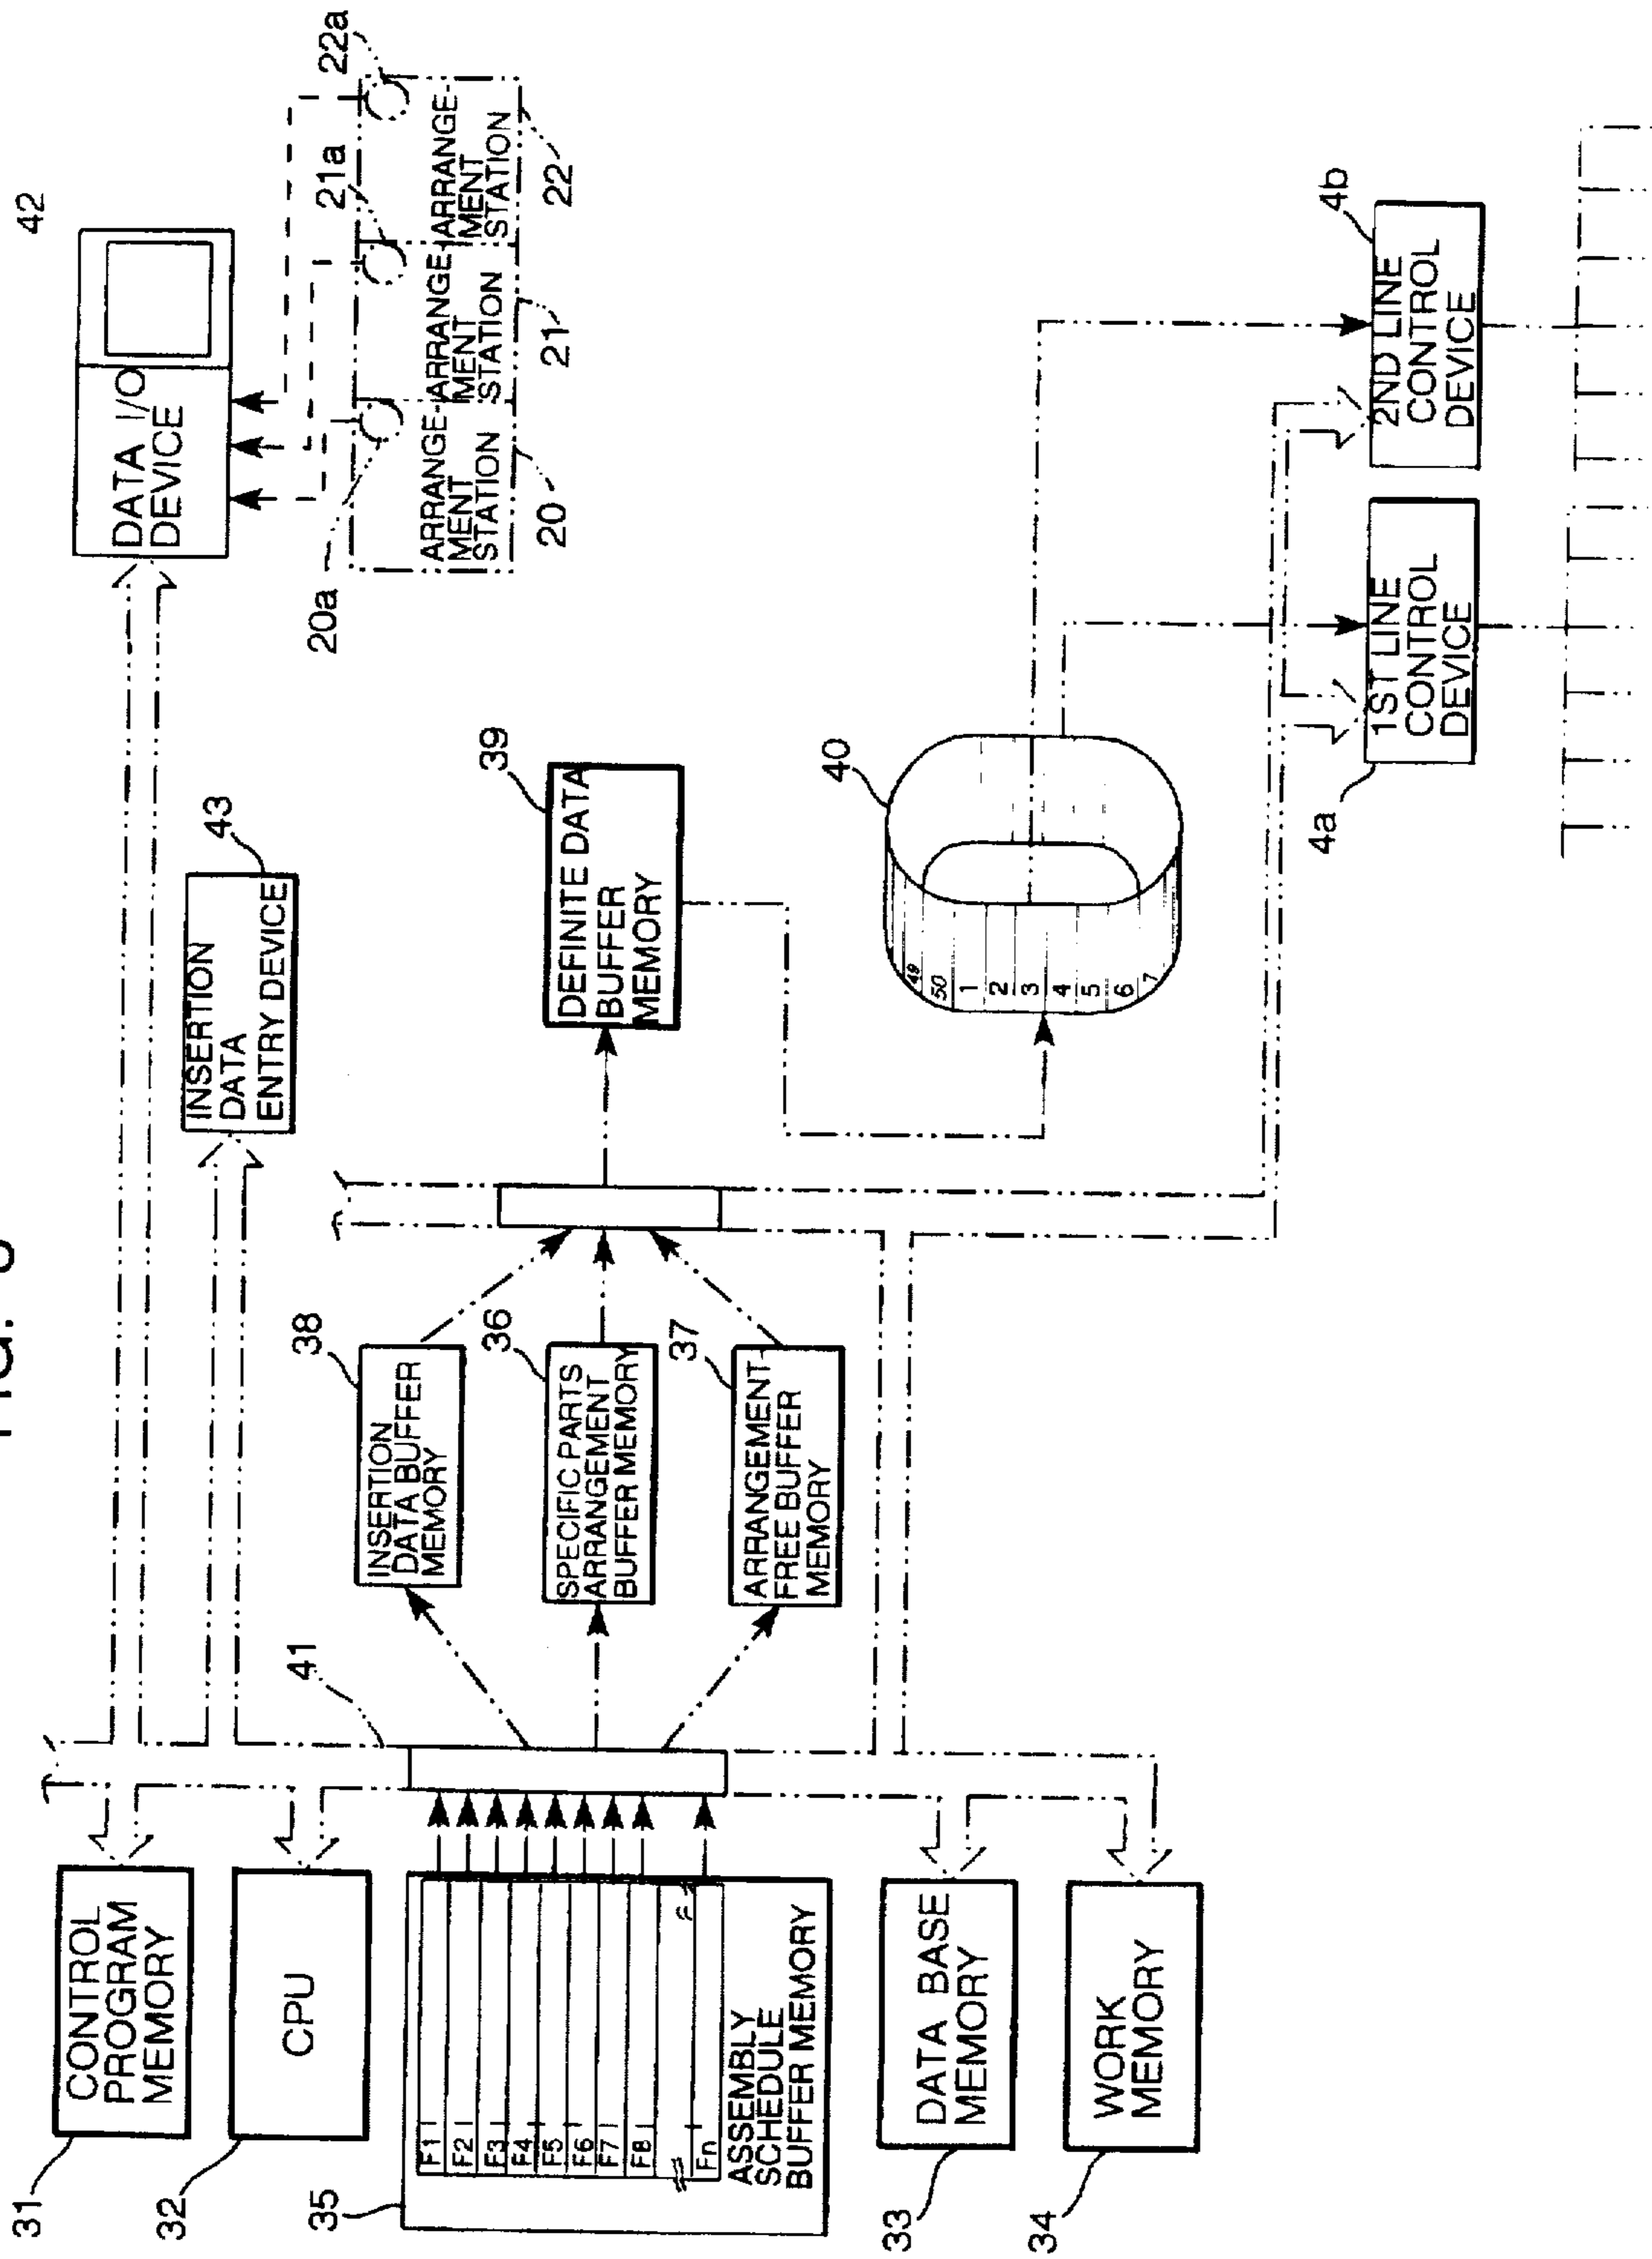 31
CONTROL
PROGRAM
MEMORY
32
CPU
35
F1
F2
F3
F4
F5
F6
F7
F8
Fn
ASSEMBLY
SCHEDULE
BUFFER MEMORY
33
DATA BASE
MEMORY
34
WORK
MEMORY
41
38
INSERTION
DATA BUFFER
MEMORY
36
SPECIFIC PARTS
ARRANGEMENT
BUFFER MEMORY
37
ARRANGEMENT-
FREE BUFFER
MEMORY
43
INSERTION
DATA
ENTRY DEVICE
39
DEFINITE DATA
BUFFER
MEMORY
40
49
50
1
2
3
4
5
6
7
42
DATA I/O
DEVICE
20a
21a
22a
ARRANGE-
MENT
STATION
20
ARRANGE-
MENT
STATION
21
ARRANGE-
MENT
STATION
22
4a
1ST LINE
CONTROL
DEVICE
4b
2ND LINE
CONTROL
DEVICE